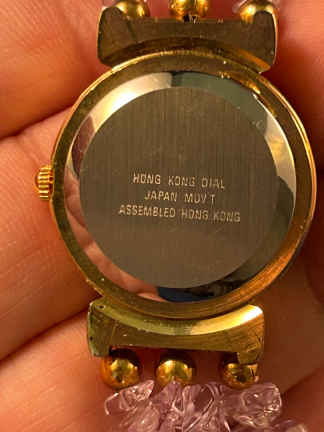 HONG KONG DIAL
JAPAN MOV'T
ASSEMBLED HONG KONG